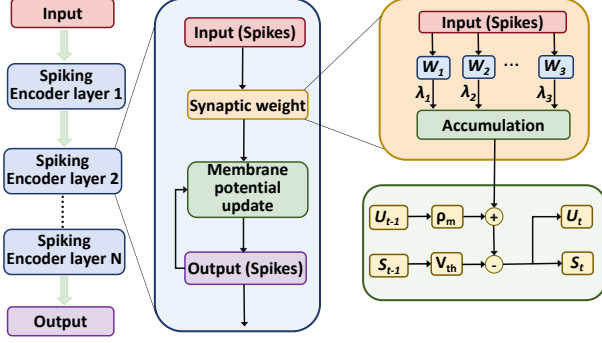 Input
Spiking
Encoder layer 1
Spiking
Encoder layer 2
Spiking
Encoder layer N
Output
Input (Spikes)
Synaptic weight
Membrane
potential
update
Output (Spikes)
Input (Spikes)
W1 W2 ... W3
λ1 λ2 λ3
Accumulation
Ut-1 ρm + Ut
St-1 Vth - St